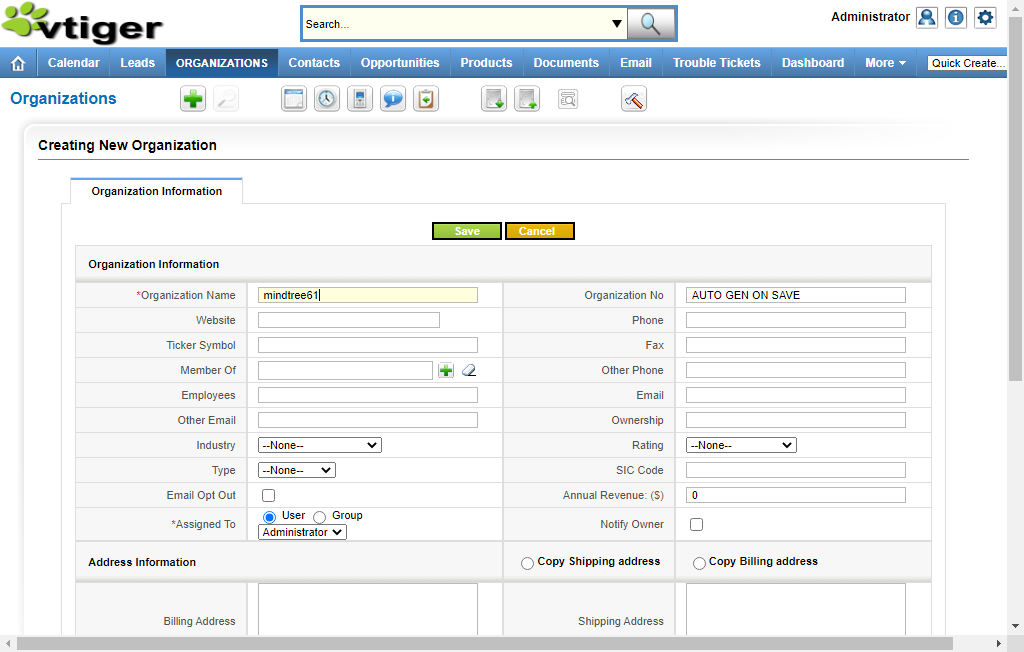 vtiger
Search...
Administrator
Calendar Leads ORGANIZATIONS Contacts Opportunities Products Documents Email Trouble Tickets Dashboard More Quick Create...
Organizations
Creating New Organization
Organization Information
Save Cancel
Organization Information
*Organization Name mindtree61 Organization No AUTO GEN ON SAVE
Website Phone
Ticker Symbol Fax
Member Of Other Phone
Employees Email
Other Email Ownership
Industry --None-- Rating --None--
Type --None-- SIC Code
Email Opt Out Annual Revenue: ($) 0
*Assigned To User Group Notify Owner
Administrator
Address Information Copy Shipping address Copy Billing address
Billing Address Shipping Address